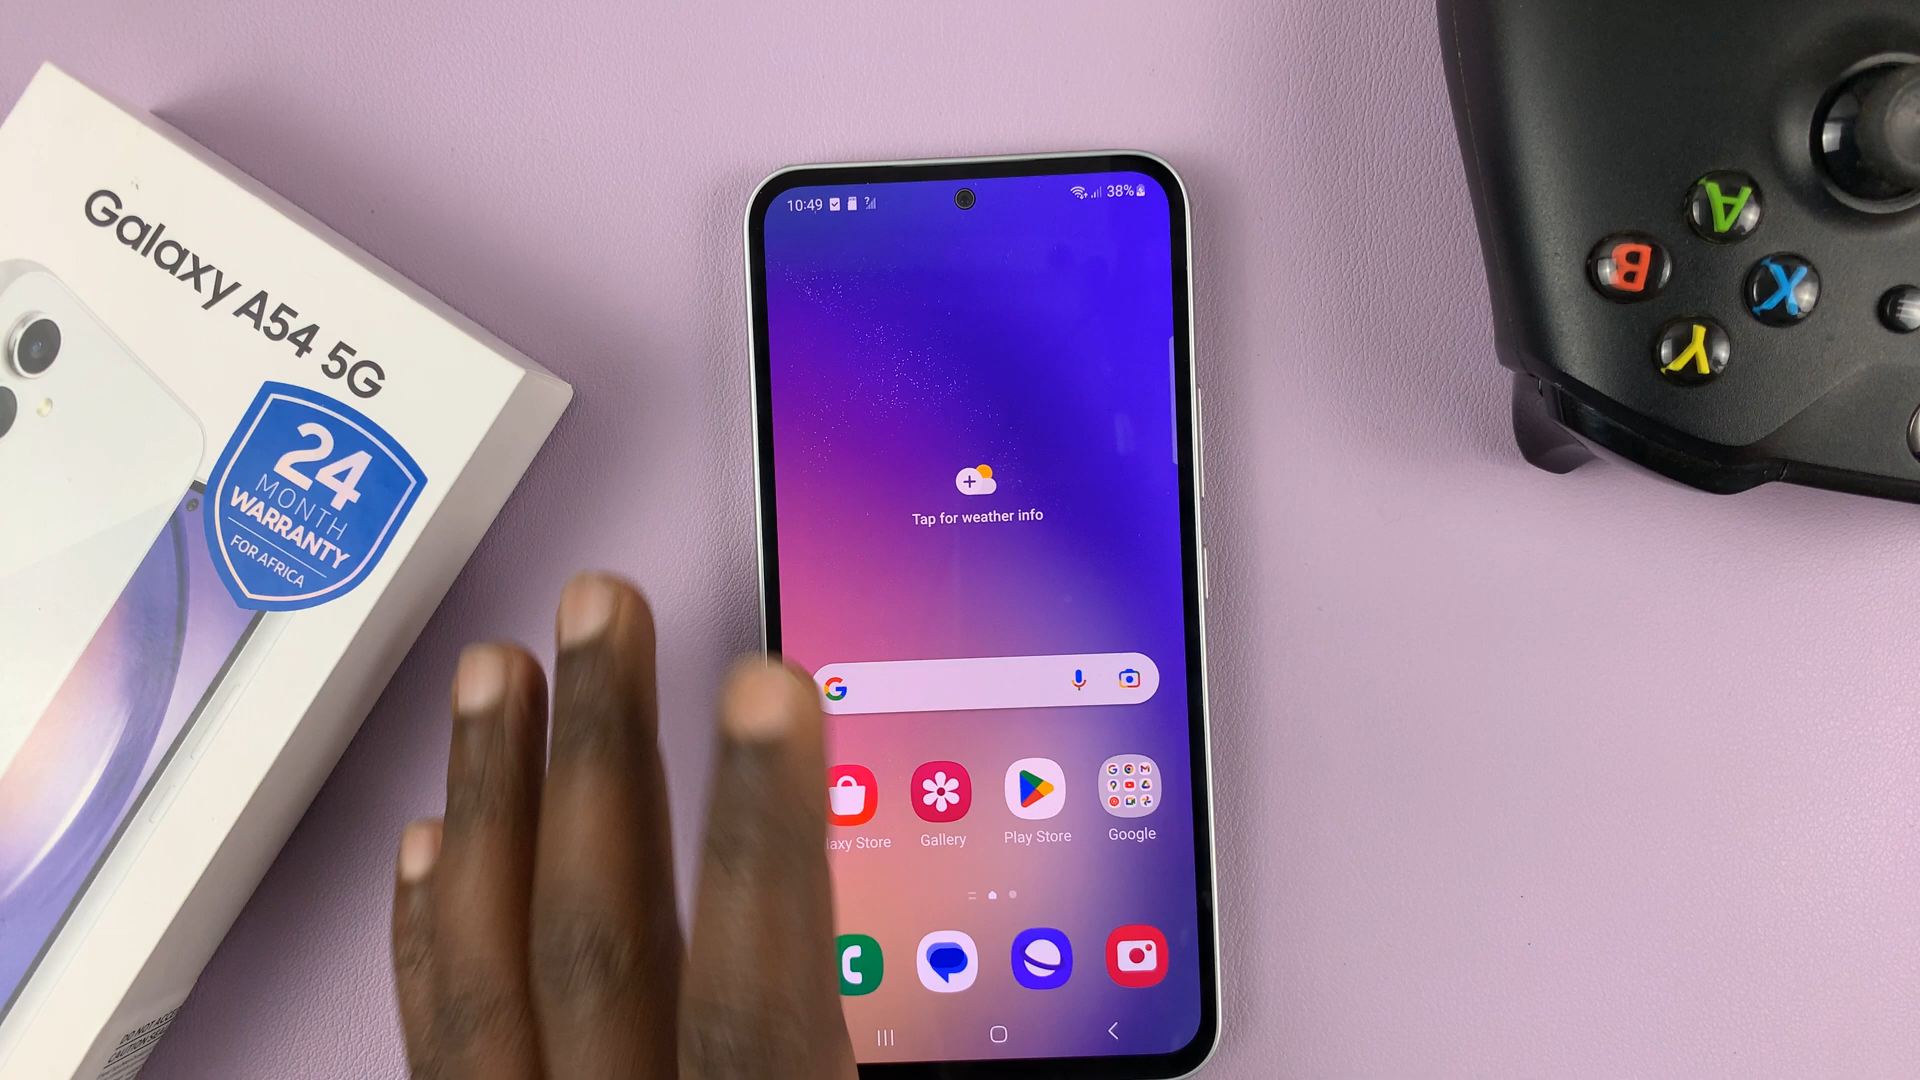 Galaxy A54 5G
24
MONTH
WARRANTY
FOR AFRICA
10:49
38%
Tap for weather info
G
axy Store
Gallery
Play Store
Google
A
B
X
Y